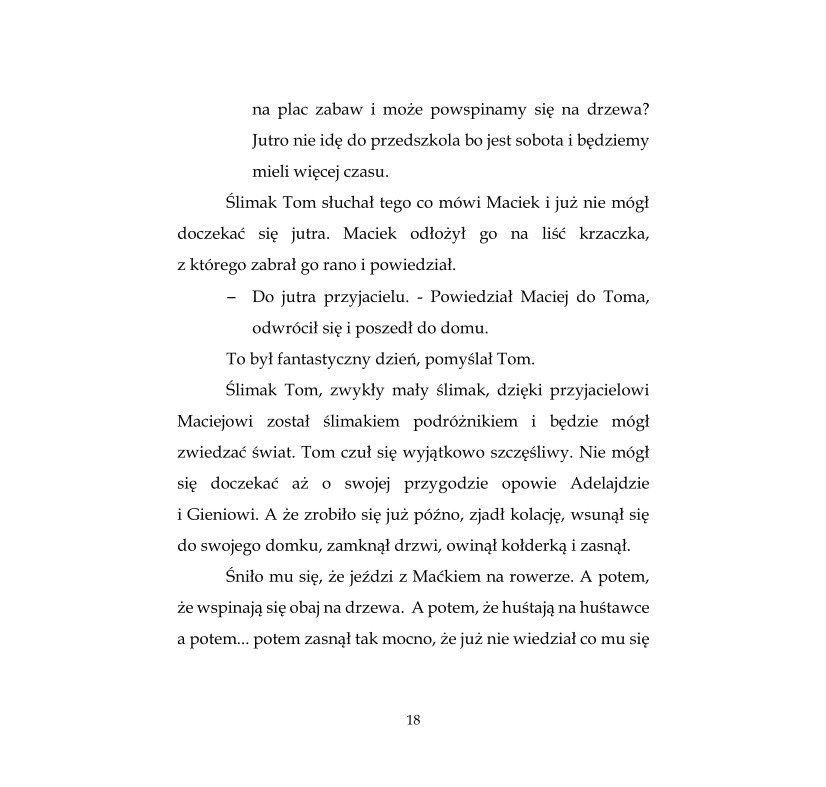 na plac zabaw i może powspinamy się na drzewa?
Jutro nie idę do przedszkola bo jest sobota i będziemy
mieli więcej czasu.
Ślimak Tom słuchał tego co mówi Maciek i już nie mógł
doczekać się jutra. Maciek odłożył go na liść krzaczka,
z którego zabrał go rano i powiedział.
– Do jutra przyjacielu. - Powiedział Maciej do Toma,
odwrócił się i poszedł do domu.
To był fantastyczny dzień, pomyślał Tom.
Ślimak Tom, zwykły mały ślimak, dzięki przyjacielowi
Maciejowi został ślimakiem podróżnikiem i będzie mógł
zwiedzać świat. Tom czuł się wyjątkowo szczęśliwy. Nie mógł
się doczekać aż o swojej przygodzie opowie Adelajdzie
i Gieniowi. A że zrobiło się już późno, zjadł kolację, wsunął się
do swojego domku, zamknął drzwi, owinął kołderką i zasnął.
Śniło mu się, że jeździ z Maćkiem na rowerze. A potem,
że wspinają się obaj na drzewa. A potem, że huśtają na huśtawce
a potem... potem zasnął tak mocno, że już nie wiedział co mu się
18